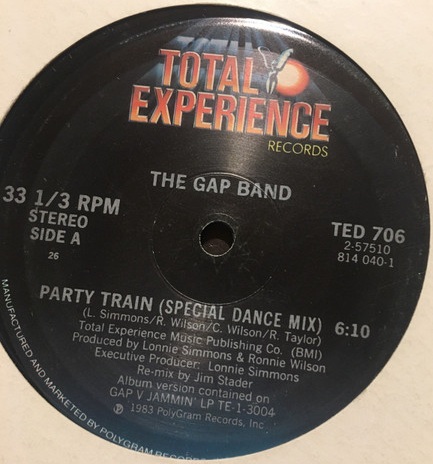 TOTAL
EXPERIENCE
RECORDS
THE GAP BAND
33 1/3 RPM
STEREO
SIDE A
26
TED 706
2-57510
814 040-1
PARTY TRAIN (SPECIAL DANCE MIX) 6:10
(L. Simmons/R. Wilson/C. Wilson/R. Taylor)
Total Experience Music Publishing Co. (BMI)
Produced by Lonnie Simmons & Ronnie Wilson
Executive Producer: Lonnie Simmons
Re-mix by Jim Stader
Album version contained on
GAP V JAMMIN' LP TE-1-3004
℗ 1983 PolyGram Records, Inc.
MANUFACTURED AND MARKETED BY POLYGRAM RECORDS